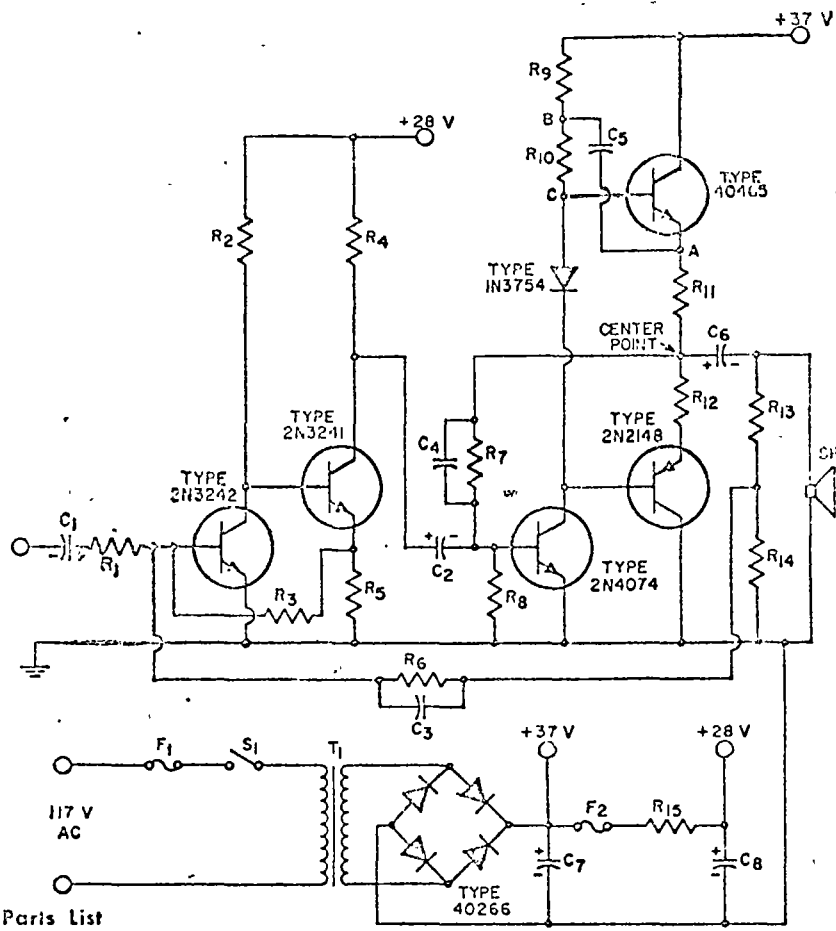 +37 V
R9
+28 V
B
C5
R10
R2
R4
C
TYPE
40465
A
TYPE
1N3754
R11
CENTER
POINT
C6
TYPE
2N3241
R12
R13
TYPE
2N2148
C4
R7
TYPE
2N3242
C1
R1
C2
R14
TYPE
2N4074
R3
R5
R8
R6
C3
F1
S1
T1
+37 V
+28 V
117 V
AC
F2
R15
C7
C8
TYPE
40266
Parts List